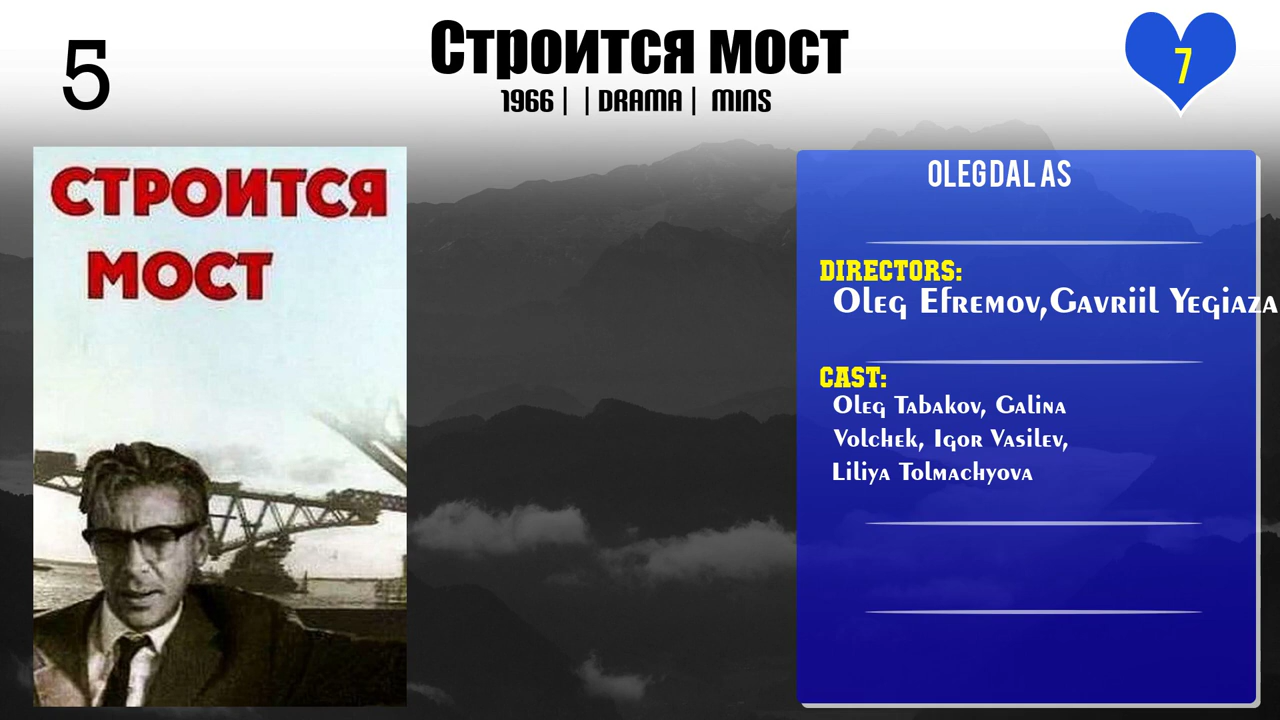 5
Строится мост
1966 | | DRAMA | MINS
7
СТРОИТСЯ
МОСТ
OLEG DAL AS
DIRECTORS:
Oleg Efremov,Gavriil Yegiaza
CAST:
Oleg Tabakov, Galina
Volchek, Igor Vasilev,
Liliya Tolmachyova